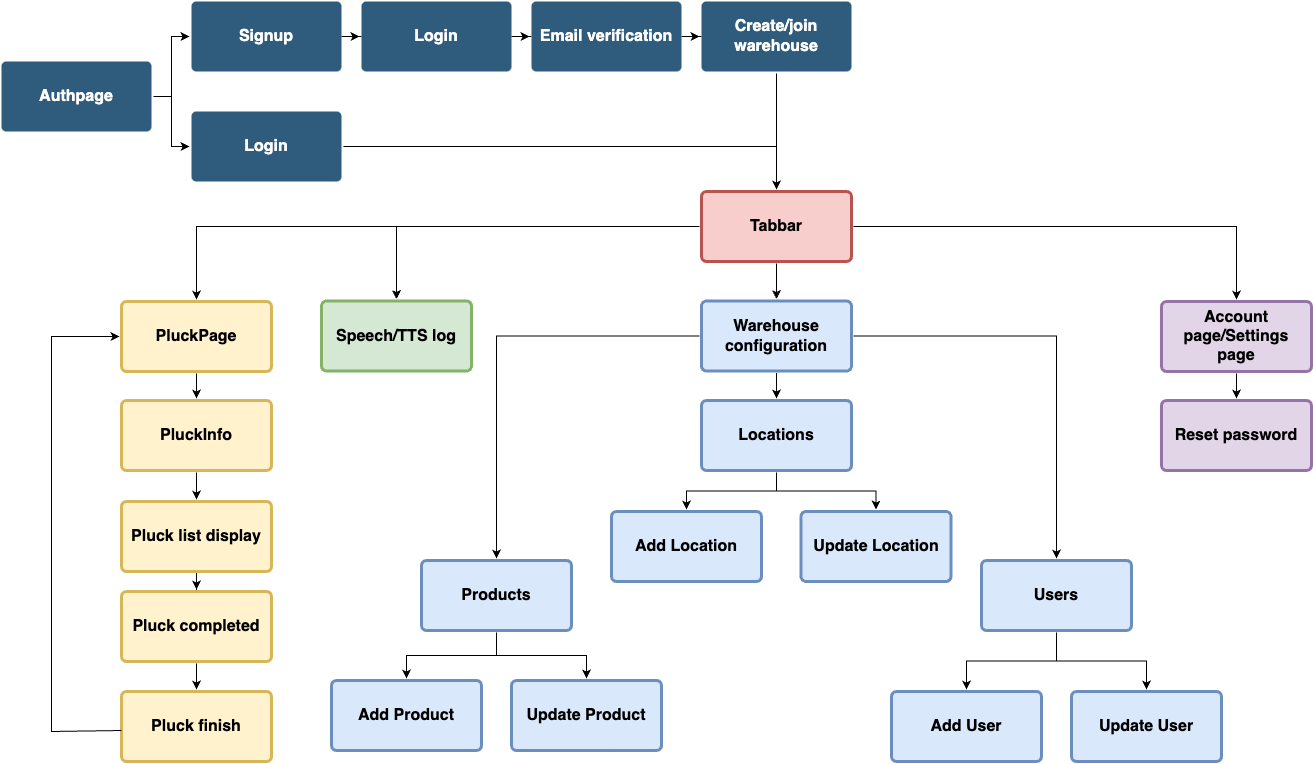 Signup
Login
Email verification
Create/join
warehouse
Authpage
Login
Tabbar
PluckPage
Speech/TTS log
Warehouse
configuration
Account
page/Settings
page
PluckInfo
Locations
Reset password
Pluck list display
Add Location
Update Location
Products
Users
Pluck completed
Add Product
Update Product
Pluck finish
Add User
Update User